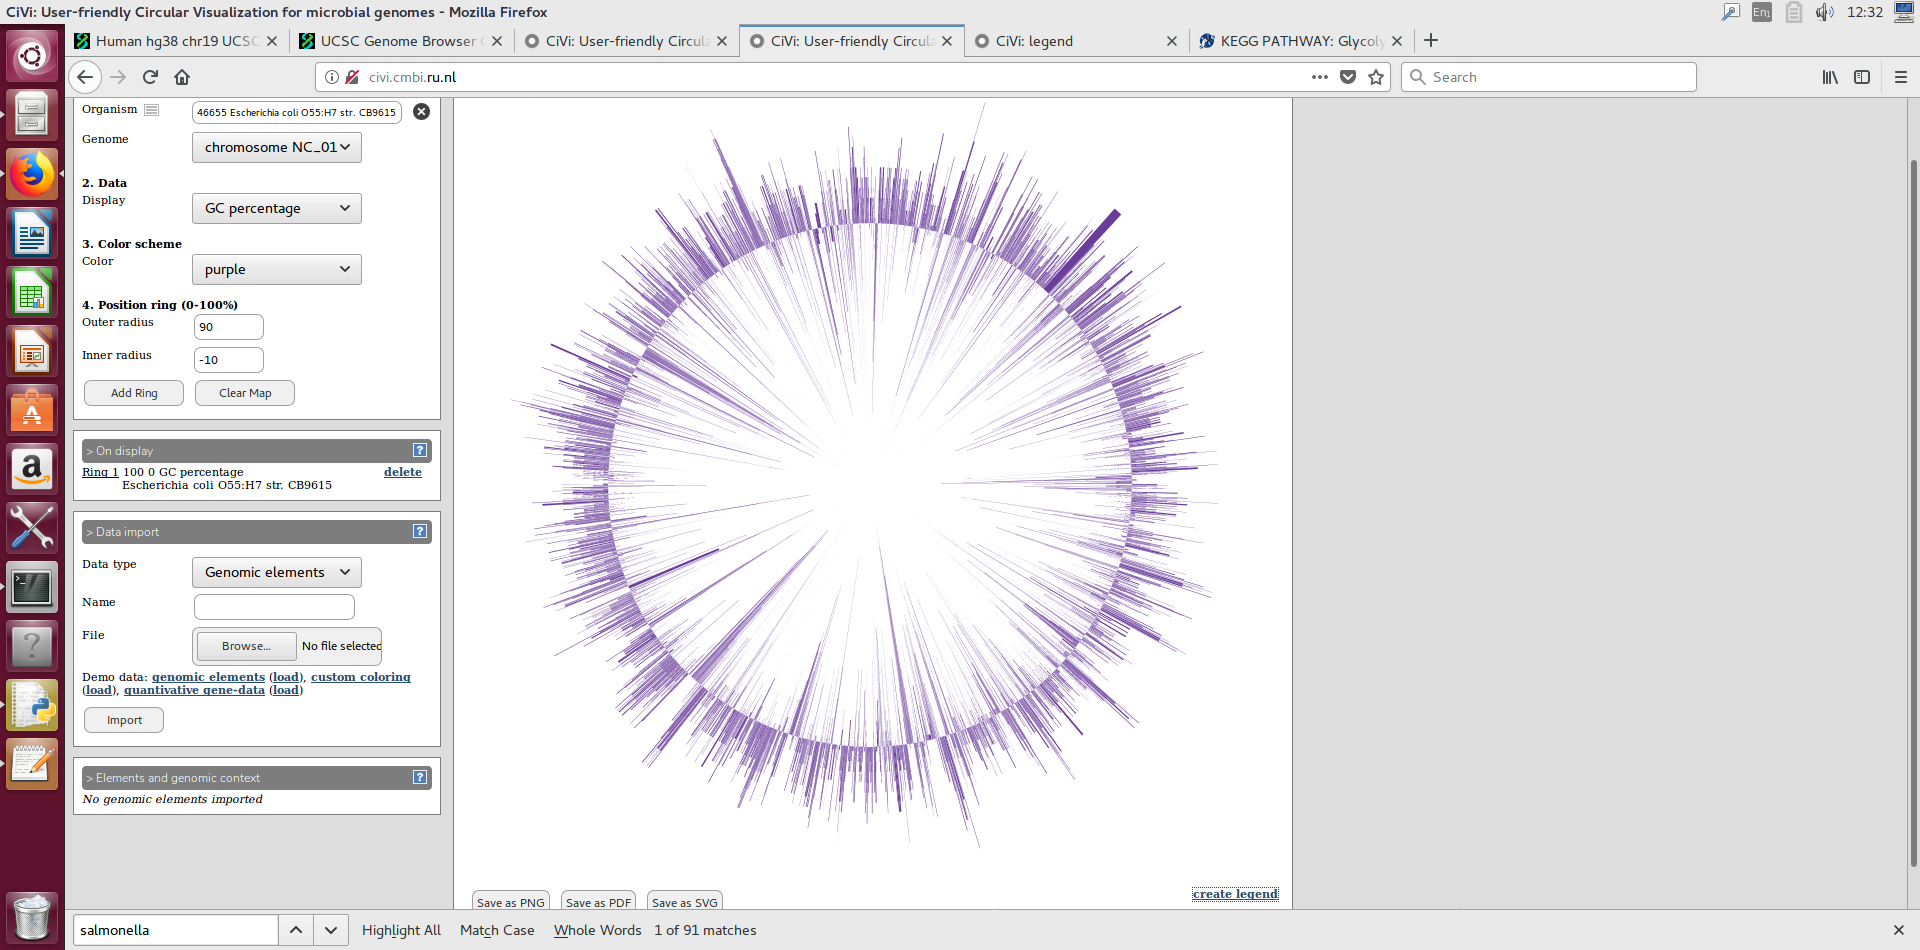 CiVi: User-friendly Circular Visualization for microbial genomes - Mozilla Firefox
En1
12:32
Human hg38 chr19 UCSC
UCSC Genome Browser
CiVi: User-friendly Circula
CiVi: User-friendly Circula
CiVi: legend
KEGG PATHWAY: Glycoly
civi.cmbi.ru.nl
Search
Organism
46655 Escherichia coli O55:H7 str. CB9615
Genome
chromosome NC_01
2. Data
Display
GC percentage
3. Color scheme
Color
purple
4. Position ring (0-100%)
Outer radius
90
Inner radius
-10
Add Ring
Clear Map
> On display
?
Ring 1 100 0 GC percentage
delete
Escherichia coli O55:H7 str. CB9615
> Data import
?
Data type
Genomic elements
Name
File
Browse...
No file selected
Demo data: genomic elements (load), custom coloring
(load), quantivative gene-data (load)
Import
> Elements and genomic context
?
No genomic elements imported
Save as PNG
Save as PDF
Save as SVG
create legend
salmonella
Highlight All
Match Case
Whole Words
1 of 91 matches